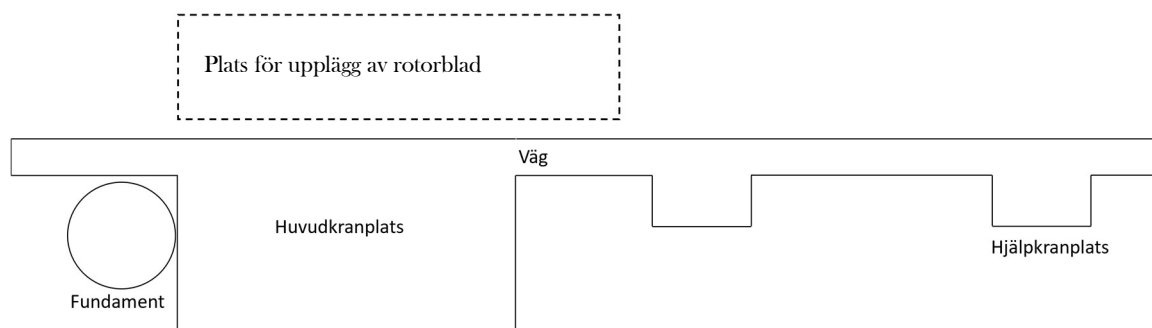 Plats för upplägg av rotorblad
Väg
Huvudkranplats
Hjälpkranplats
Fundament